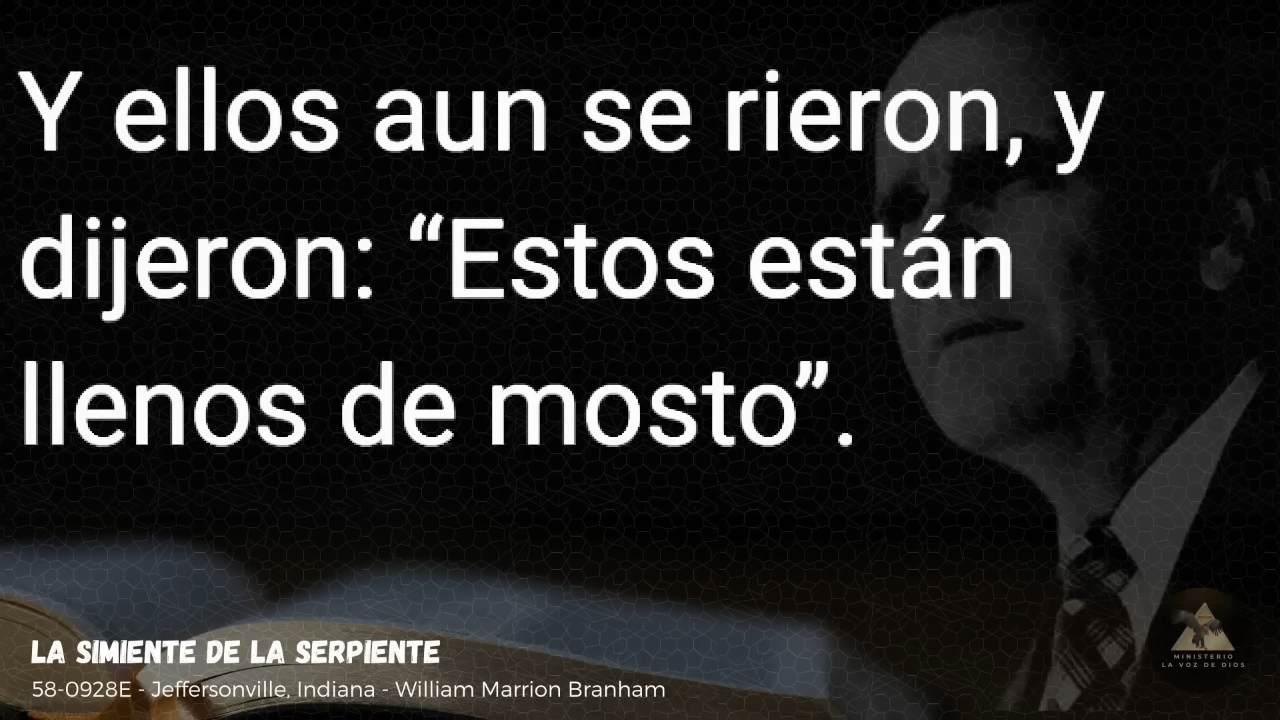 Y ellos aun se rieron, y
dijeron: “Estos están
llenos de mosto”.
LA SIMIENTE DE LA SERPIENTE
58-0928E - Jeffersonville, Indiana - William Marrion Branham
MINISTERIO
LA VOZ DE DIOS